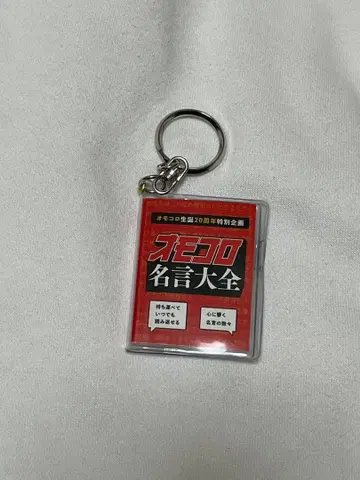 オモコロ生誕20周年特別企画
オモコロ
名言大全
持ち運べて
いつでも
読み返せる
心に響く
名言の数々